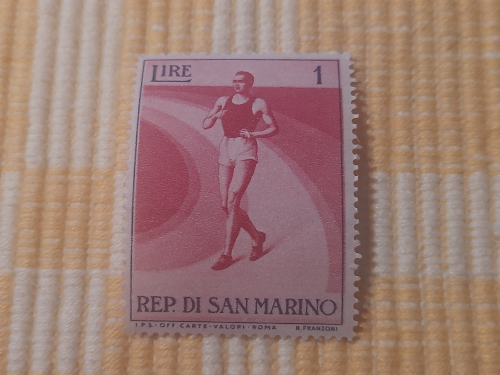 LIRE 1
REP. DI SAN MARINO
I.P.S-OFF. CARTE-VALORI-ROMA R. FRANZONI